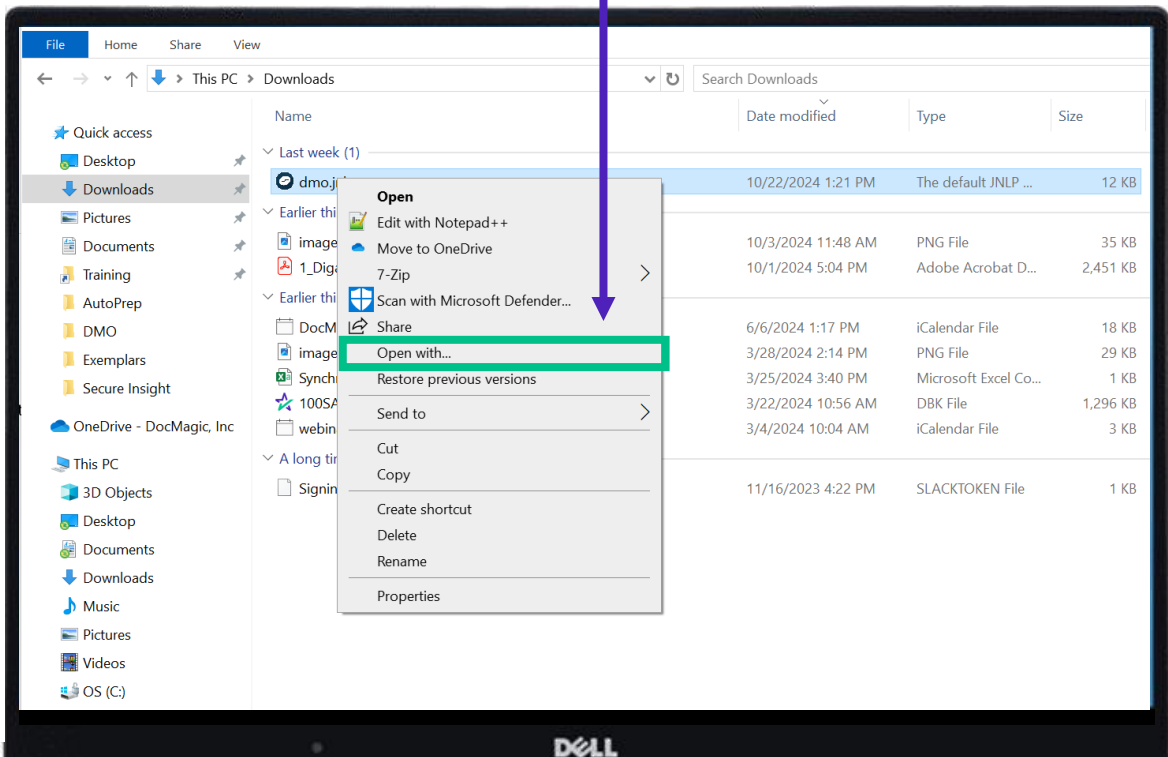 File Home Share View
This PC > Downloads
Search Downloads
Name Date modified Type Size
Quick access
Desktop
Downloads
Pictures
Documents
Training
AutoPrep
DMO
Exemplars
Secure Insight
OneDrive - DocMagic, Inc
This PC
3D Objects
Desktop
Documents
Downloads
Music
Pictures
Videos
OS (C:)
Last week (1)
10/22/2024 1:21 PM The default JNLP ... 12 KB
Earlier
10/3/2024 11:48 AM PNG File 35 KB
10/1/2024 5:04 PM Adobe Acrobat D... 2,451 KB
Earlier
6/6/2024 1:17 PM iCalendar File 18 KB
3/28/2024 2:14 PM PNG File 29 KB
3/25/2024 3:40 PM Microsoft Excel Co... 1 KB
3/22/2024 10:56 AM DBK File 1,296 KB
3/4/2024 10:04 AM iCalendar File 3 KB
A long
11/16/2023 4:22 PM SLACKTOKEN File 1 KB
Open
Edit with Notepad++
Move to OneDrive
7-Zip
Scan with Microsoft Defender...
Share
Open with...
Restore previous versions
Send to
Cut
Copy
Create shortcut
Delete
Rename
Properties
DELL